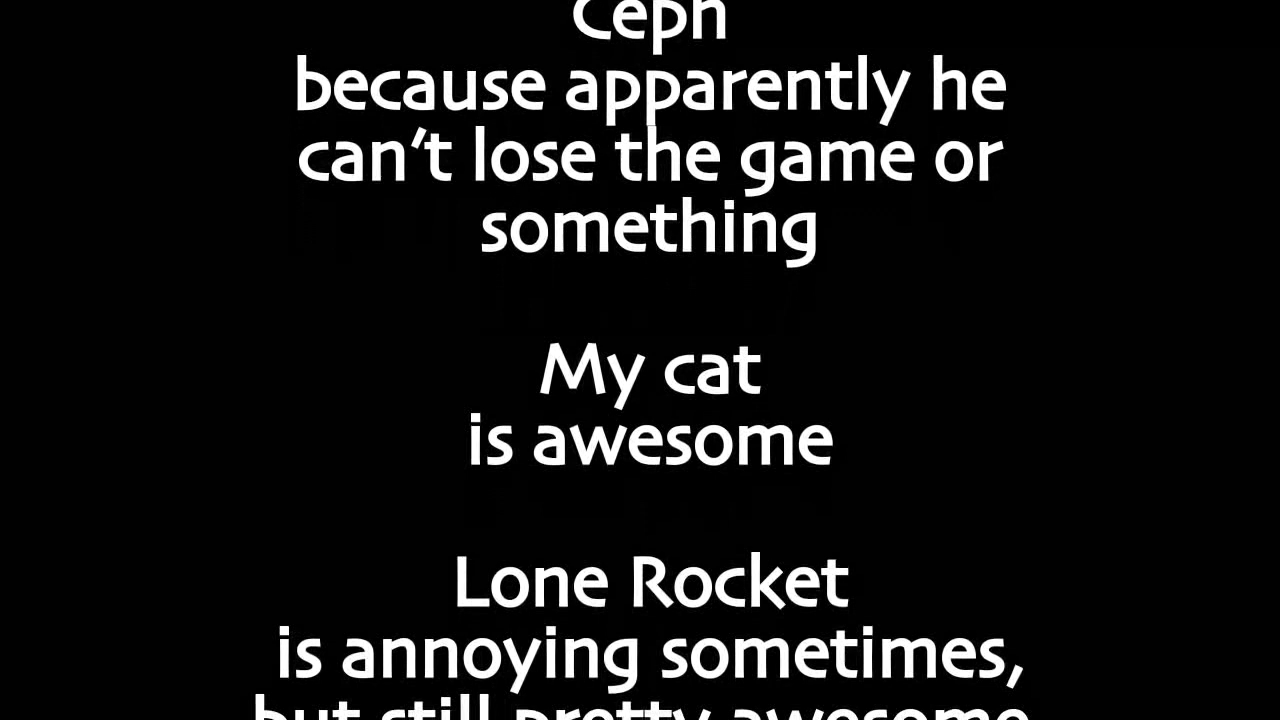 Ceph
because apparently he
can't lose the game or
something
My cat
is awesome
Lone Rocket
is annoying sometimes,
but still pretty awesome